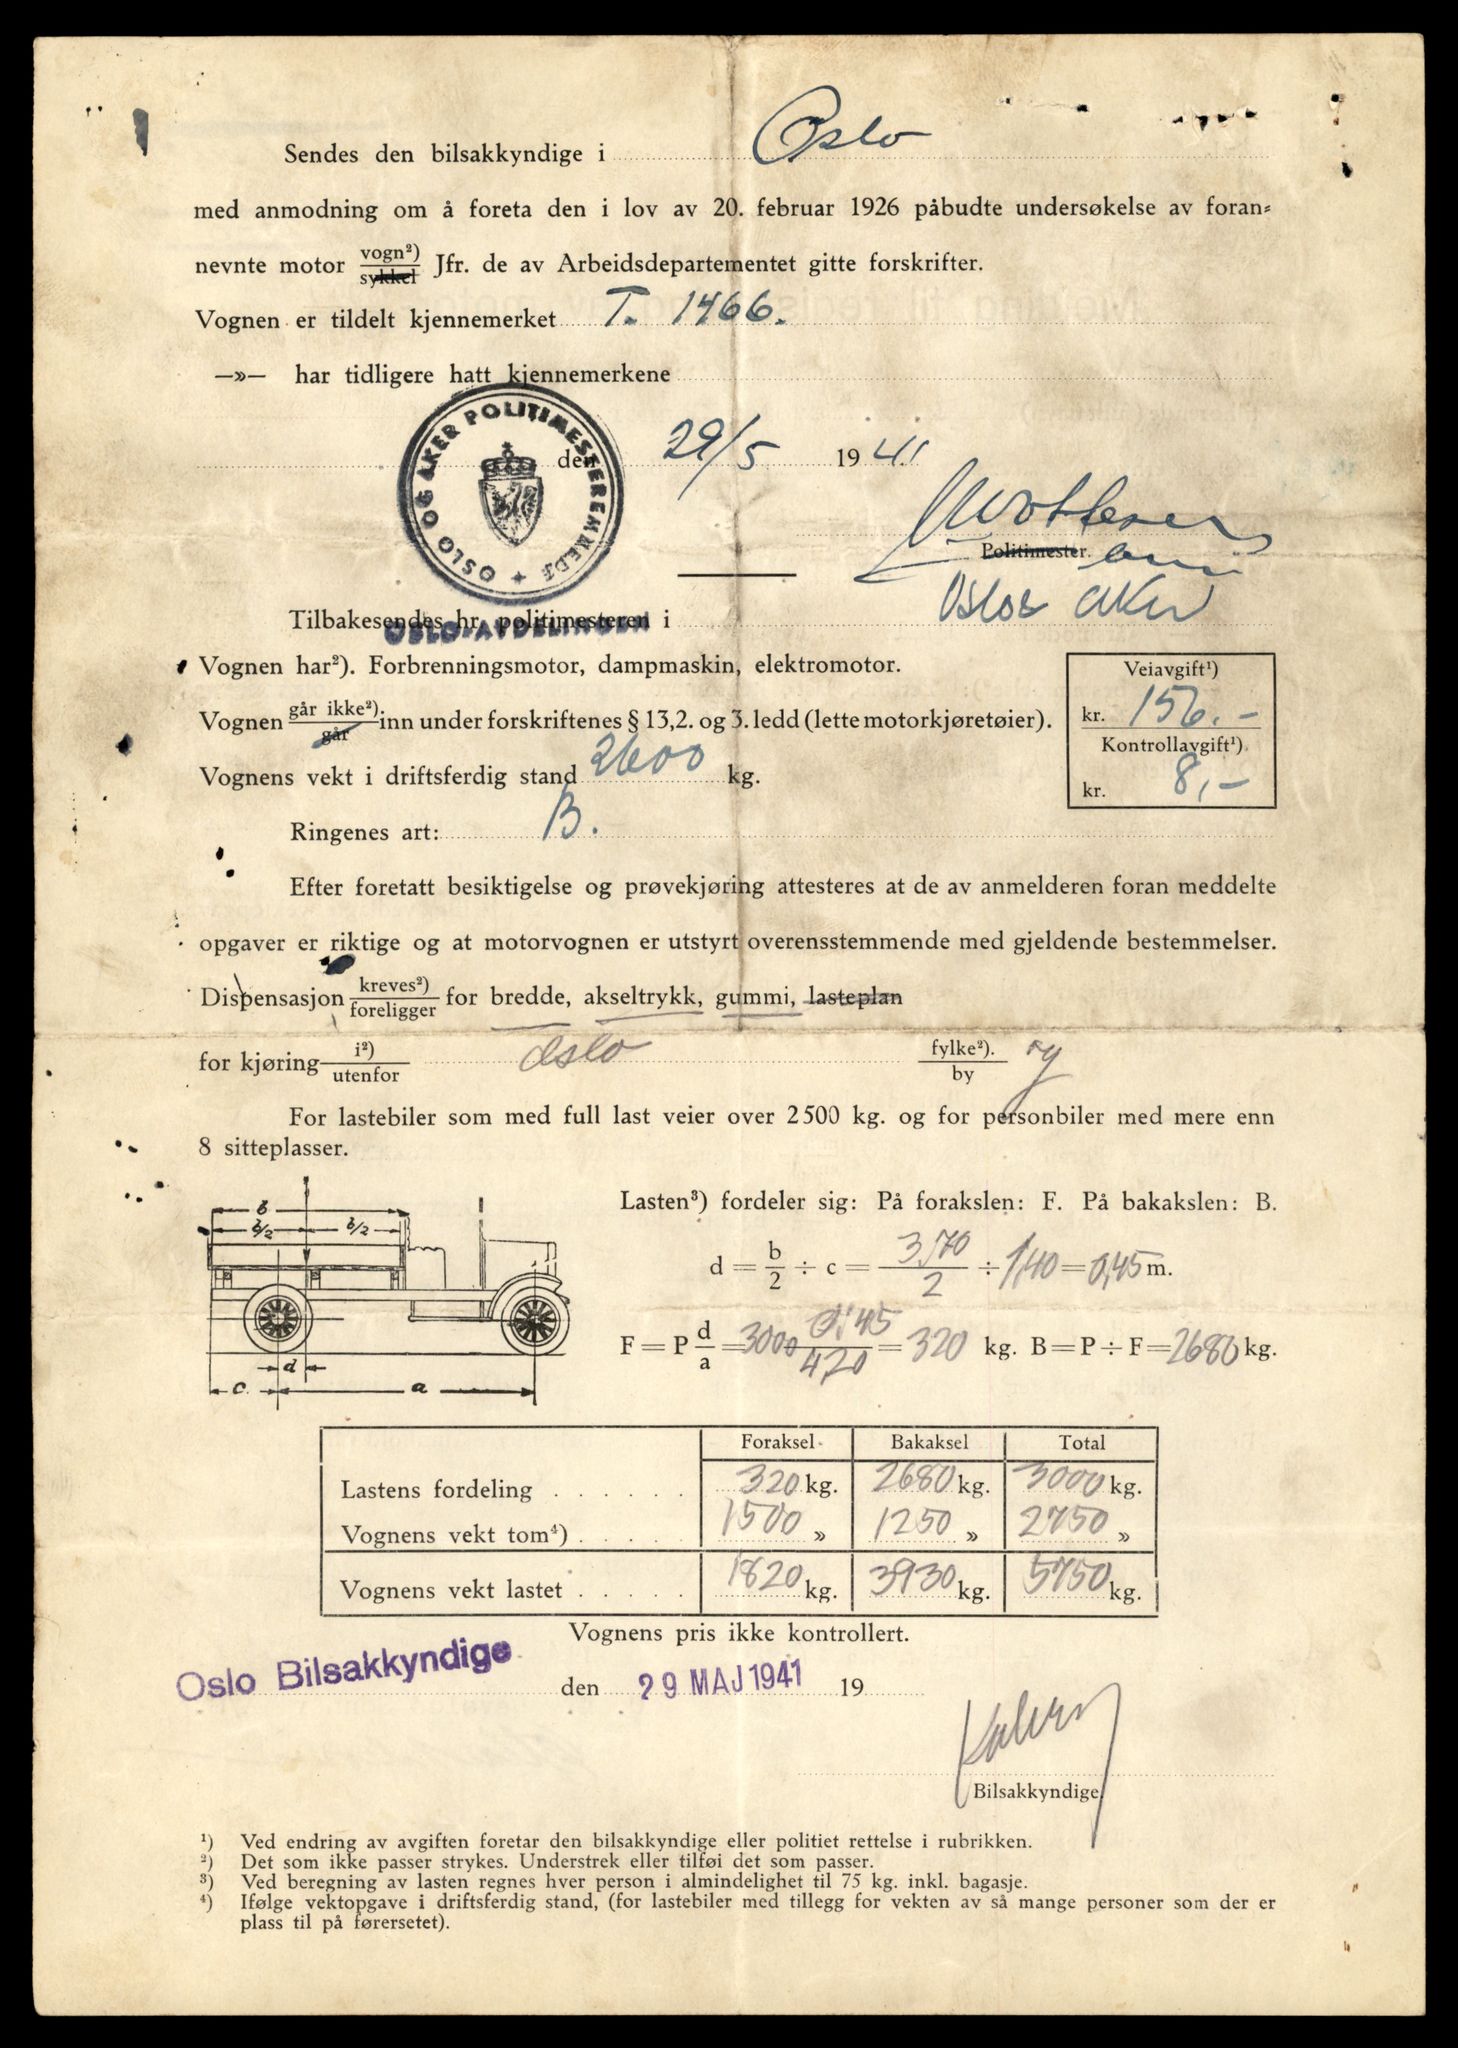 Sendes den bilsakkyndige i Oslo
med anmodning om å foreta den i lov av 20. februar 1926 påbudte undersøkelse av foran=
nevnte motor vogn²) / sykkel Jfr. de av Arbeidsdepartementet gitte forskrifter.
Vognen er tildelt kjennemerket T. 1466.
—»— har tidligere hatt kjennemerkene
OSLO OG AKER POLITIMESTEREMBEDE
den 29/5 1941
Politimester.
Oslo & Aker
Tilbakesendes hr. politimesteren i
OSLO-AVDELINGEN
Vognen har²). Forbrenningsmotor, dampmaskin, elektromotor.
Vognen går ikke²) / går inn under forskriftenes § 13,2. og 3. ledd (lette motorkjøretøier).
Veiavgift¹)
kr. 156.-
Kontrollavgift¹)
kr. 8,-
Vognens vekt i driftsferdig stand 2600 kg.
Ringenes art: B.
Efter foretatt besiktigelse og prøvekjøring attesteres at de av anmelderen foran meddelte
opgaver er riktige og at motorvognen er utstyrt overensstemmende med gjeldende bestemmelser.
Dispensasjon kreves²) / foreligger for bredde, akseltrykk, gummi, lasteplan
for kjøring i²) / utenfor Oslo fylke²). / by
For lastebiler som med full last veier over 2500 kg. og for personbiler med mere enn
8 sitteplasser.
b
b/2 b/2
d
c a
Lasten³) fordeler sig: På forakslen: F. På bakakslen: B.
d = b/2 ÷ c = 3,70/2 ÷ 1,40 = 0,45 m.
F = P d/a = 3000 0,45/4,20 = 320 kg. B = P ÷ F = 2680 kg.
Foraksel Bakaksel Total
Lastens fordeling . . . . . . 320 kg. 2680 kg. 3000 kg.
Vognens vekt tom⁴) . . . . 1500 » 1250 » 2750 »
Vognens vekt lastet . . . . . 1820 kg. 3930 kg. 5750 kg.
Vognens pris ikke kontrollert.
Oslo Bilsakkyndige den 29 MAJ 1941 19
Bilsakkyndige.
¹) Ved endring av avgiften foretar den bilsakkyndige eller politiet rettelse i rubrikken.
²) Det som ikke passer strykes. Understrek eller tilføi det som passer.
³) Ved beregning av lasten regnes hver person i almindelighet til 75 kg. inkl. bagasje.
⁴) Ifølge vektopgave i driftsferdig stand, (for lastebiler med tillegg for vekten av så mange personer som der er
plass til på førersetet).